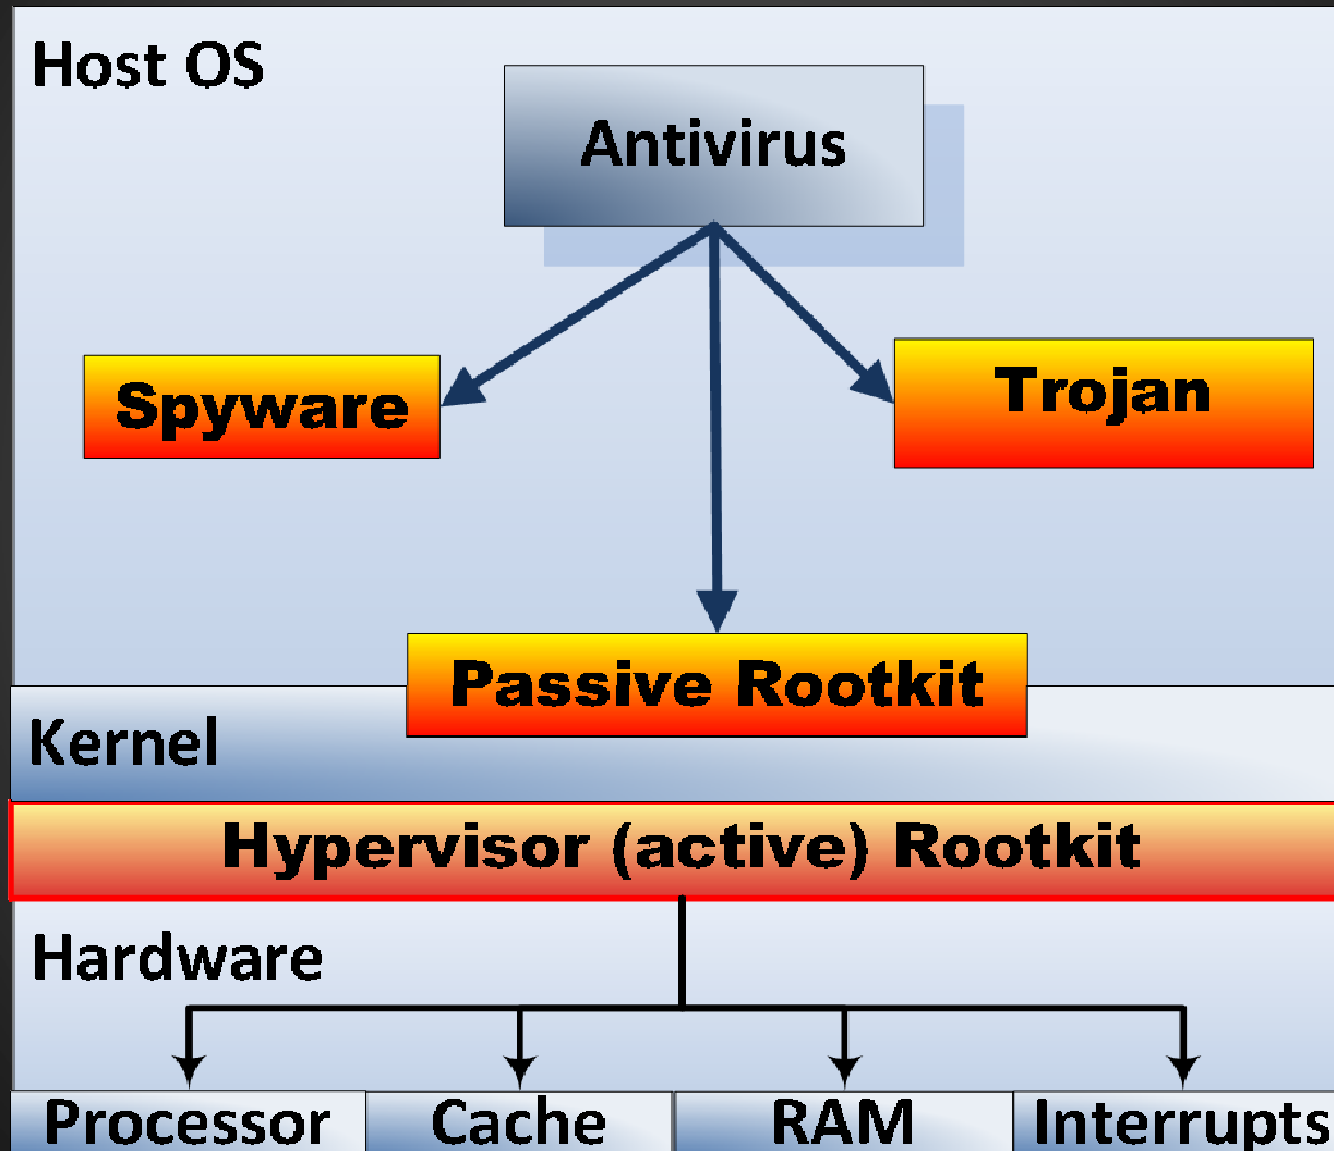 Host OS
Antivirus
Spyware
Trojan
Passive Rootkit
Kernel
Hypervisor (active) Rootkit
Hardware
Processor
Cache
RAM
Interrupts